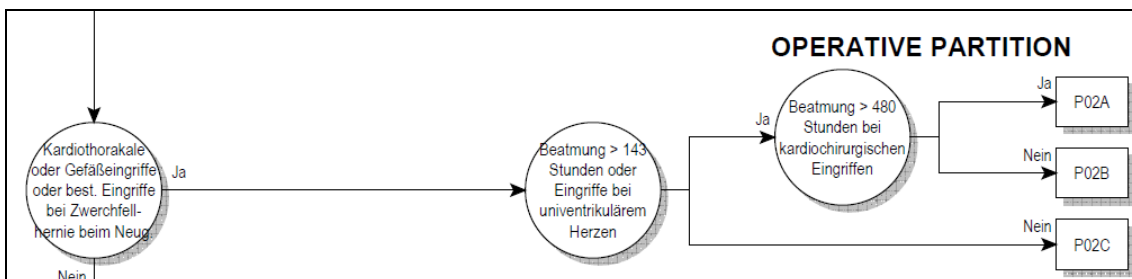 OPERATIVE PARTITION
Kardiothorakale
oder Gefäßeingriffe
oder best. Eingriffe
bei Zwerchfell-
hernie beim Neug.
Ja
Nein
Beatmung > 143
Stunden oder
Eingriffe bei
univentrikulärem
Herzen
Ja
Beatmung > 480
Stunden bei
kardiochirurgischen
Eingriffen
Ja
P02A
Nein
P02B
Nein
P02C